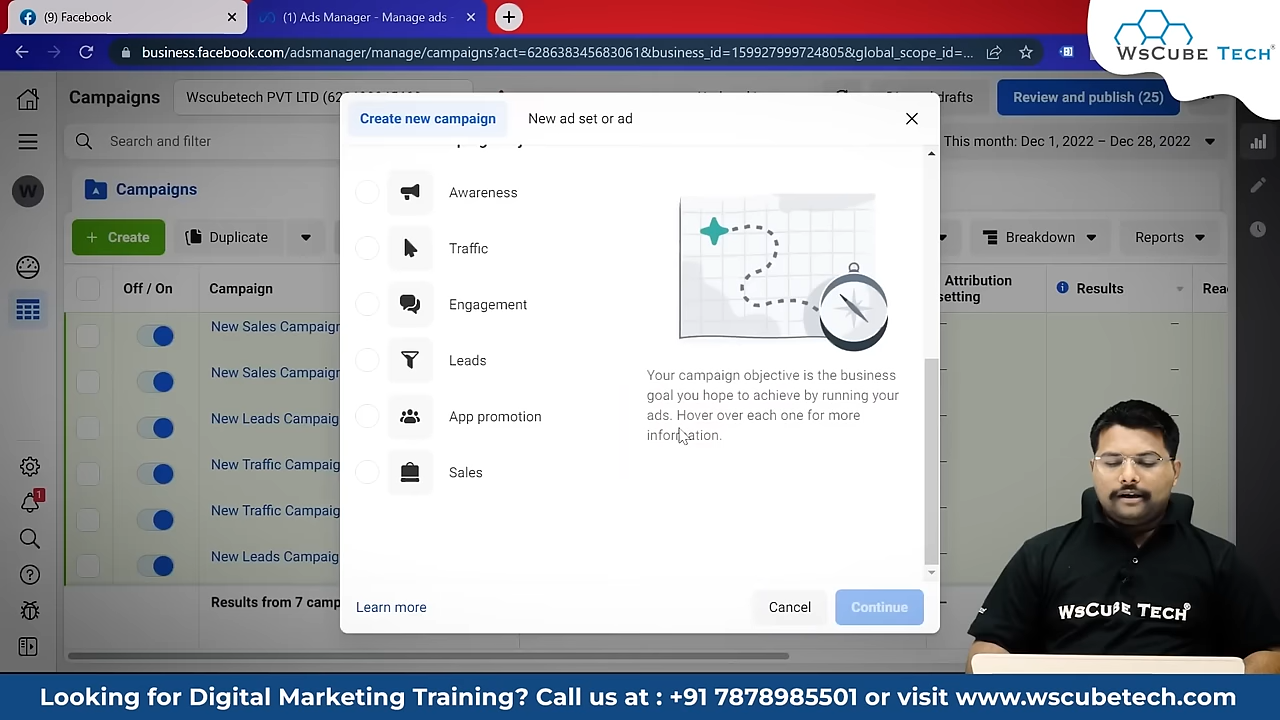 (9) Facebook
(1) Ads Manager - Manage ads -
WsCube Tech
business.facebook.com/adsmanager/manage/campaigns?act=628638345683061&business_id=159927999724805&global_scope_id=...
Campaigns
Wscubetech PVT LTD
drafts
Review and publish (25)
Create new campaign
New ad set or ad
Search and filter
This month: Dec 1, 2022 – Dec 28, 2022
W
Campaigns
Awareness
+ Create
Duplicate
Traffic
Breakdown
Reports
Off / On
Campaign
Engagement
Attribution
setting
Results
New Sales Campaign
New Sales Campaign
New Leads Campaign
New Traffic Campaign
New Traffic Campaign
New Leads Campaign
Leads
App promotion
Sales
Your campaign objective is the business
goal you hope to achieve by running your
ads. Hover over each one for more
information.
1
Results from 7 camp
Learn more
Cancel
Continue
WsCube Tech
Looking for Digital Marketing Training? Call us at : +91 7878985501 or visit www.wscubetech.com